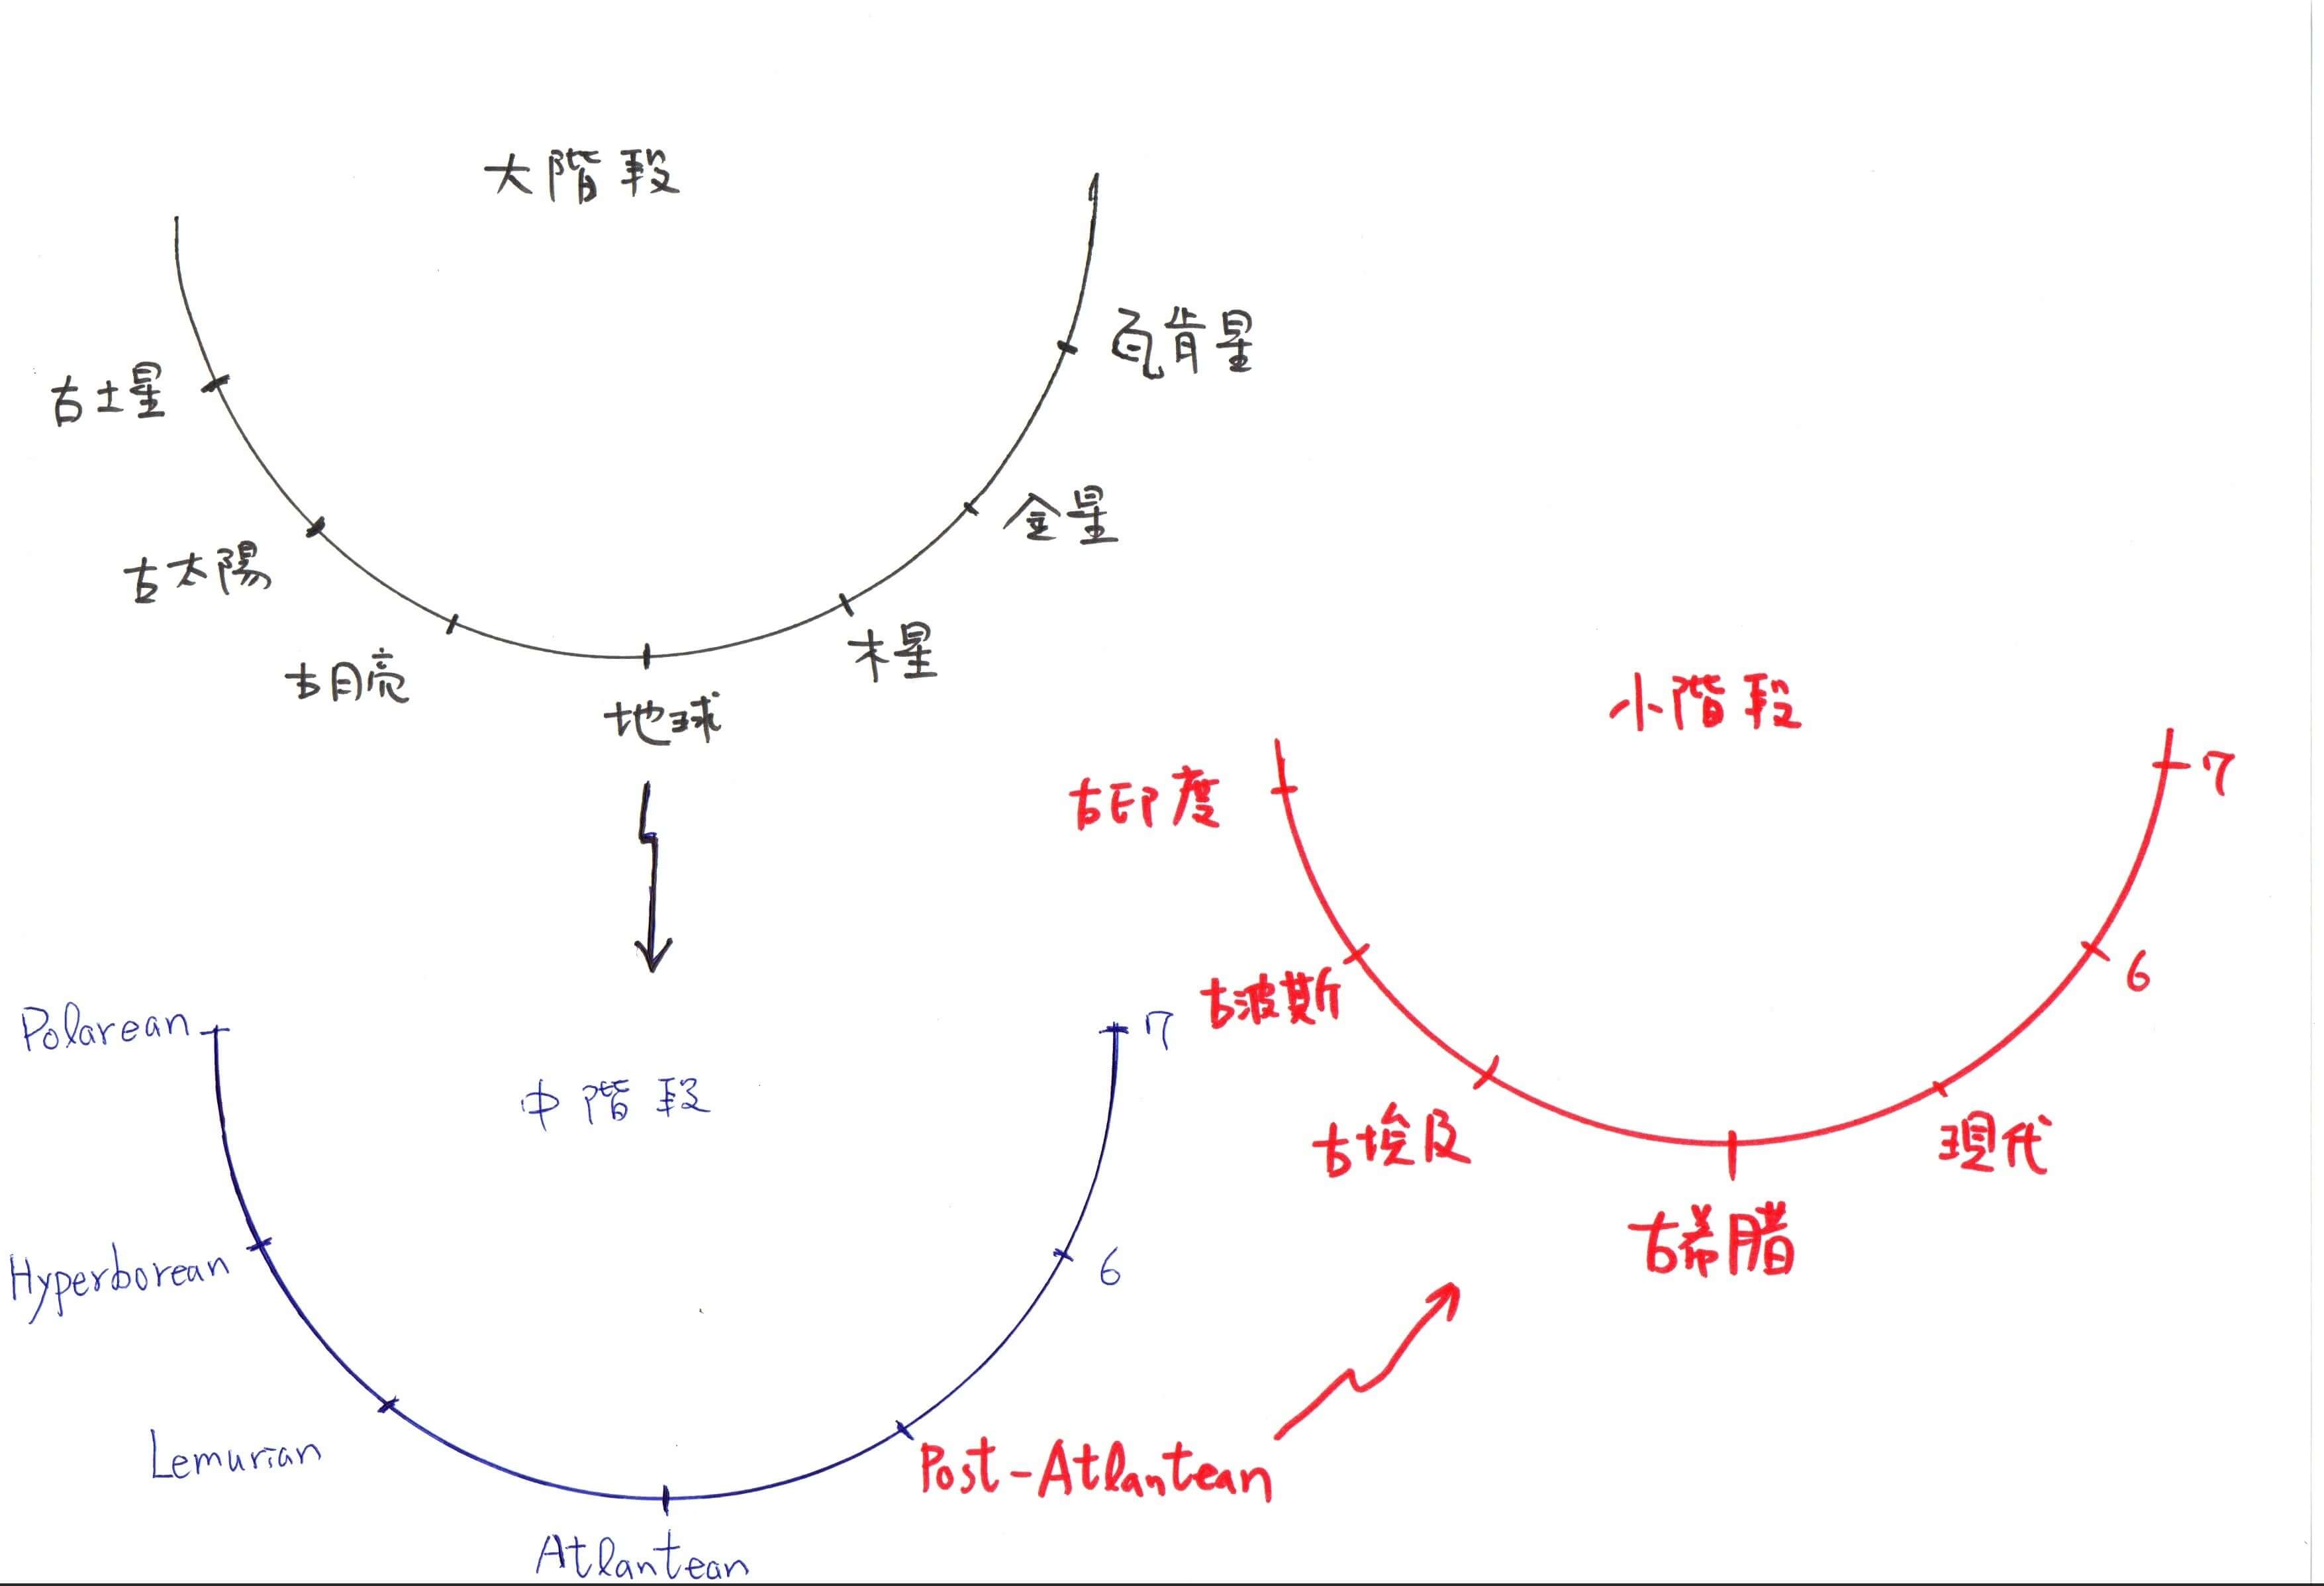 大階段
古土星
古太陽
古月亮
地球
木星
金星
瓦肯星
中階段
Polarean
Hyperborean
Lemurian
Atlantean
Post-Atlantean
6
7
小階段
古印度
古波斯
古埃及
古希腊
現代
6
7